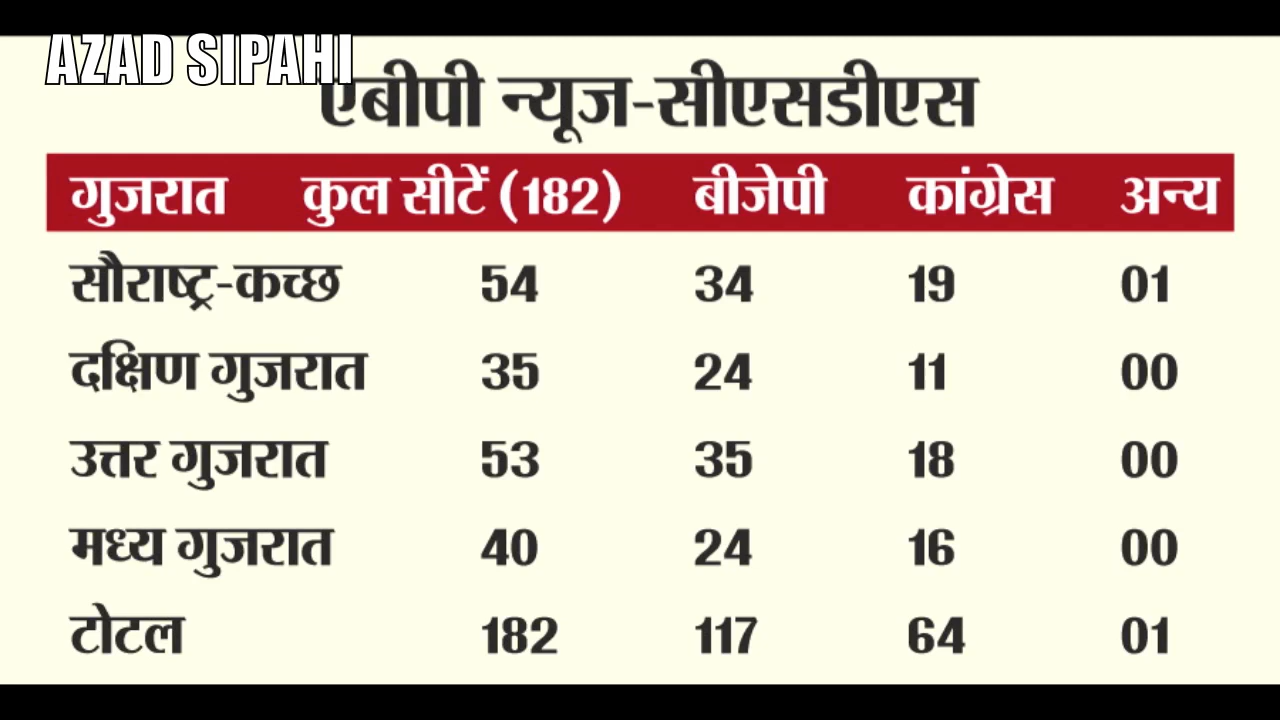 AZAD SIPAHI
एबीपी न्यूज-सीएसडीएस
गुजरात कुल सीटें (182) बीजेपी कांग्रेस अन्य
सौराष्ट्र-कच्छ 54 34 19 01
दक्षिण गुजरात 35 24 11 00
उत्तर गुजरात 53 35 18 00
मध्य गुजरात 40 24 16 00
टोटल 182 117 64 01